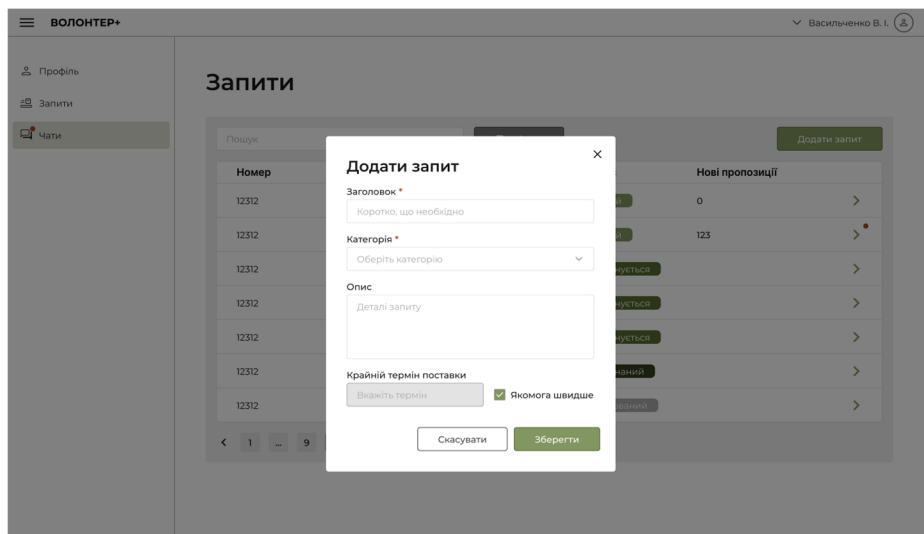 ВОЛОНТЕР+
Васильченко В. І.
Профіль
Запити
Чати
Запити
Пошук
Додати запит
Номер
Нові пропозиції
12312
0
12312
123
12312
12312
12312
12312
12312
1 ... 9
Додати запит
Заголовок *
Коротко, що необхідно
Категорія *
Оберіть категорію
Опис
Деталі запиту
Крайній термін поставки
Вкажіть термін
Якомога швидше
Скасувати
Зберегти